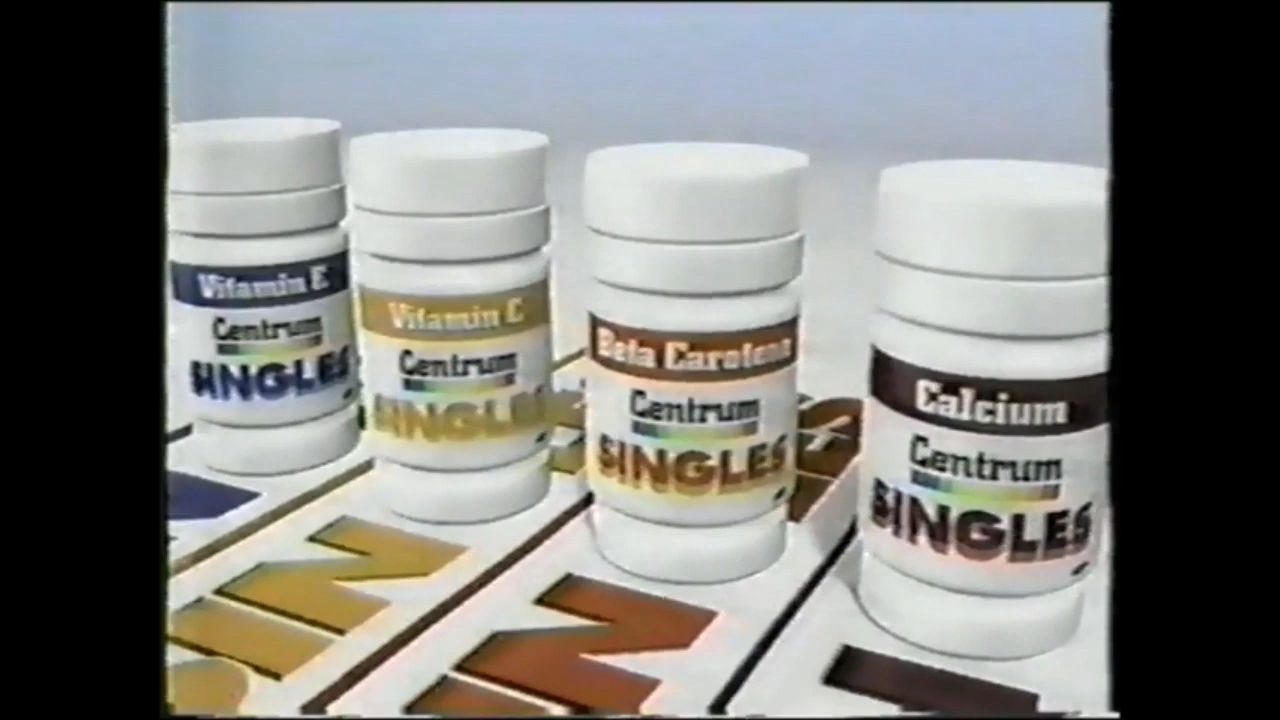 Vitamin E
Centrum
SINGLES
Vitamin C
Centrum
SINGLES
Beta Carotene
Centrum
SINGLES
Calcium
Centrum
SINGLES